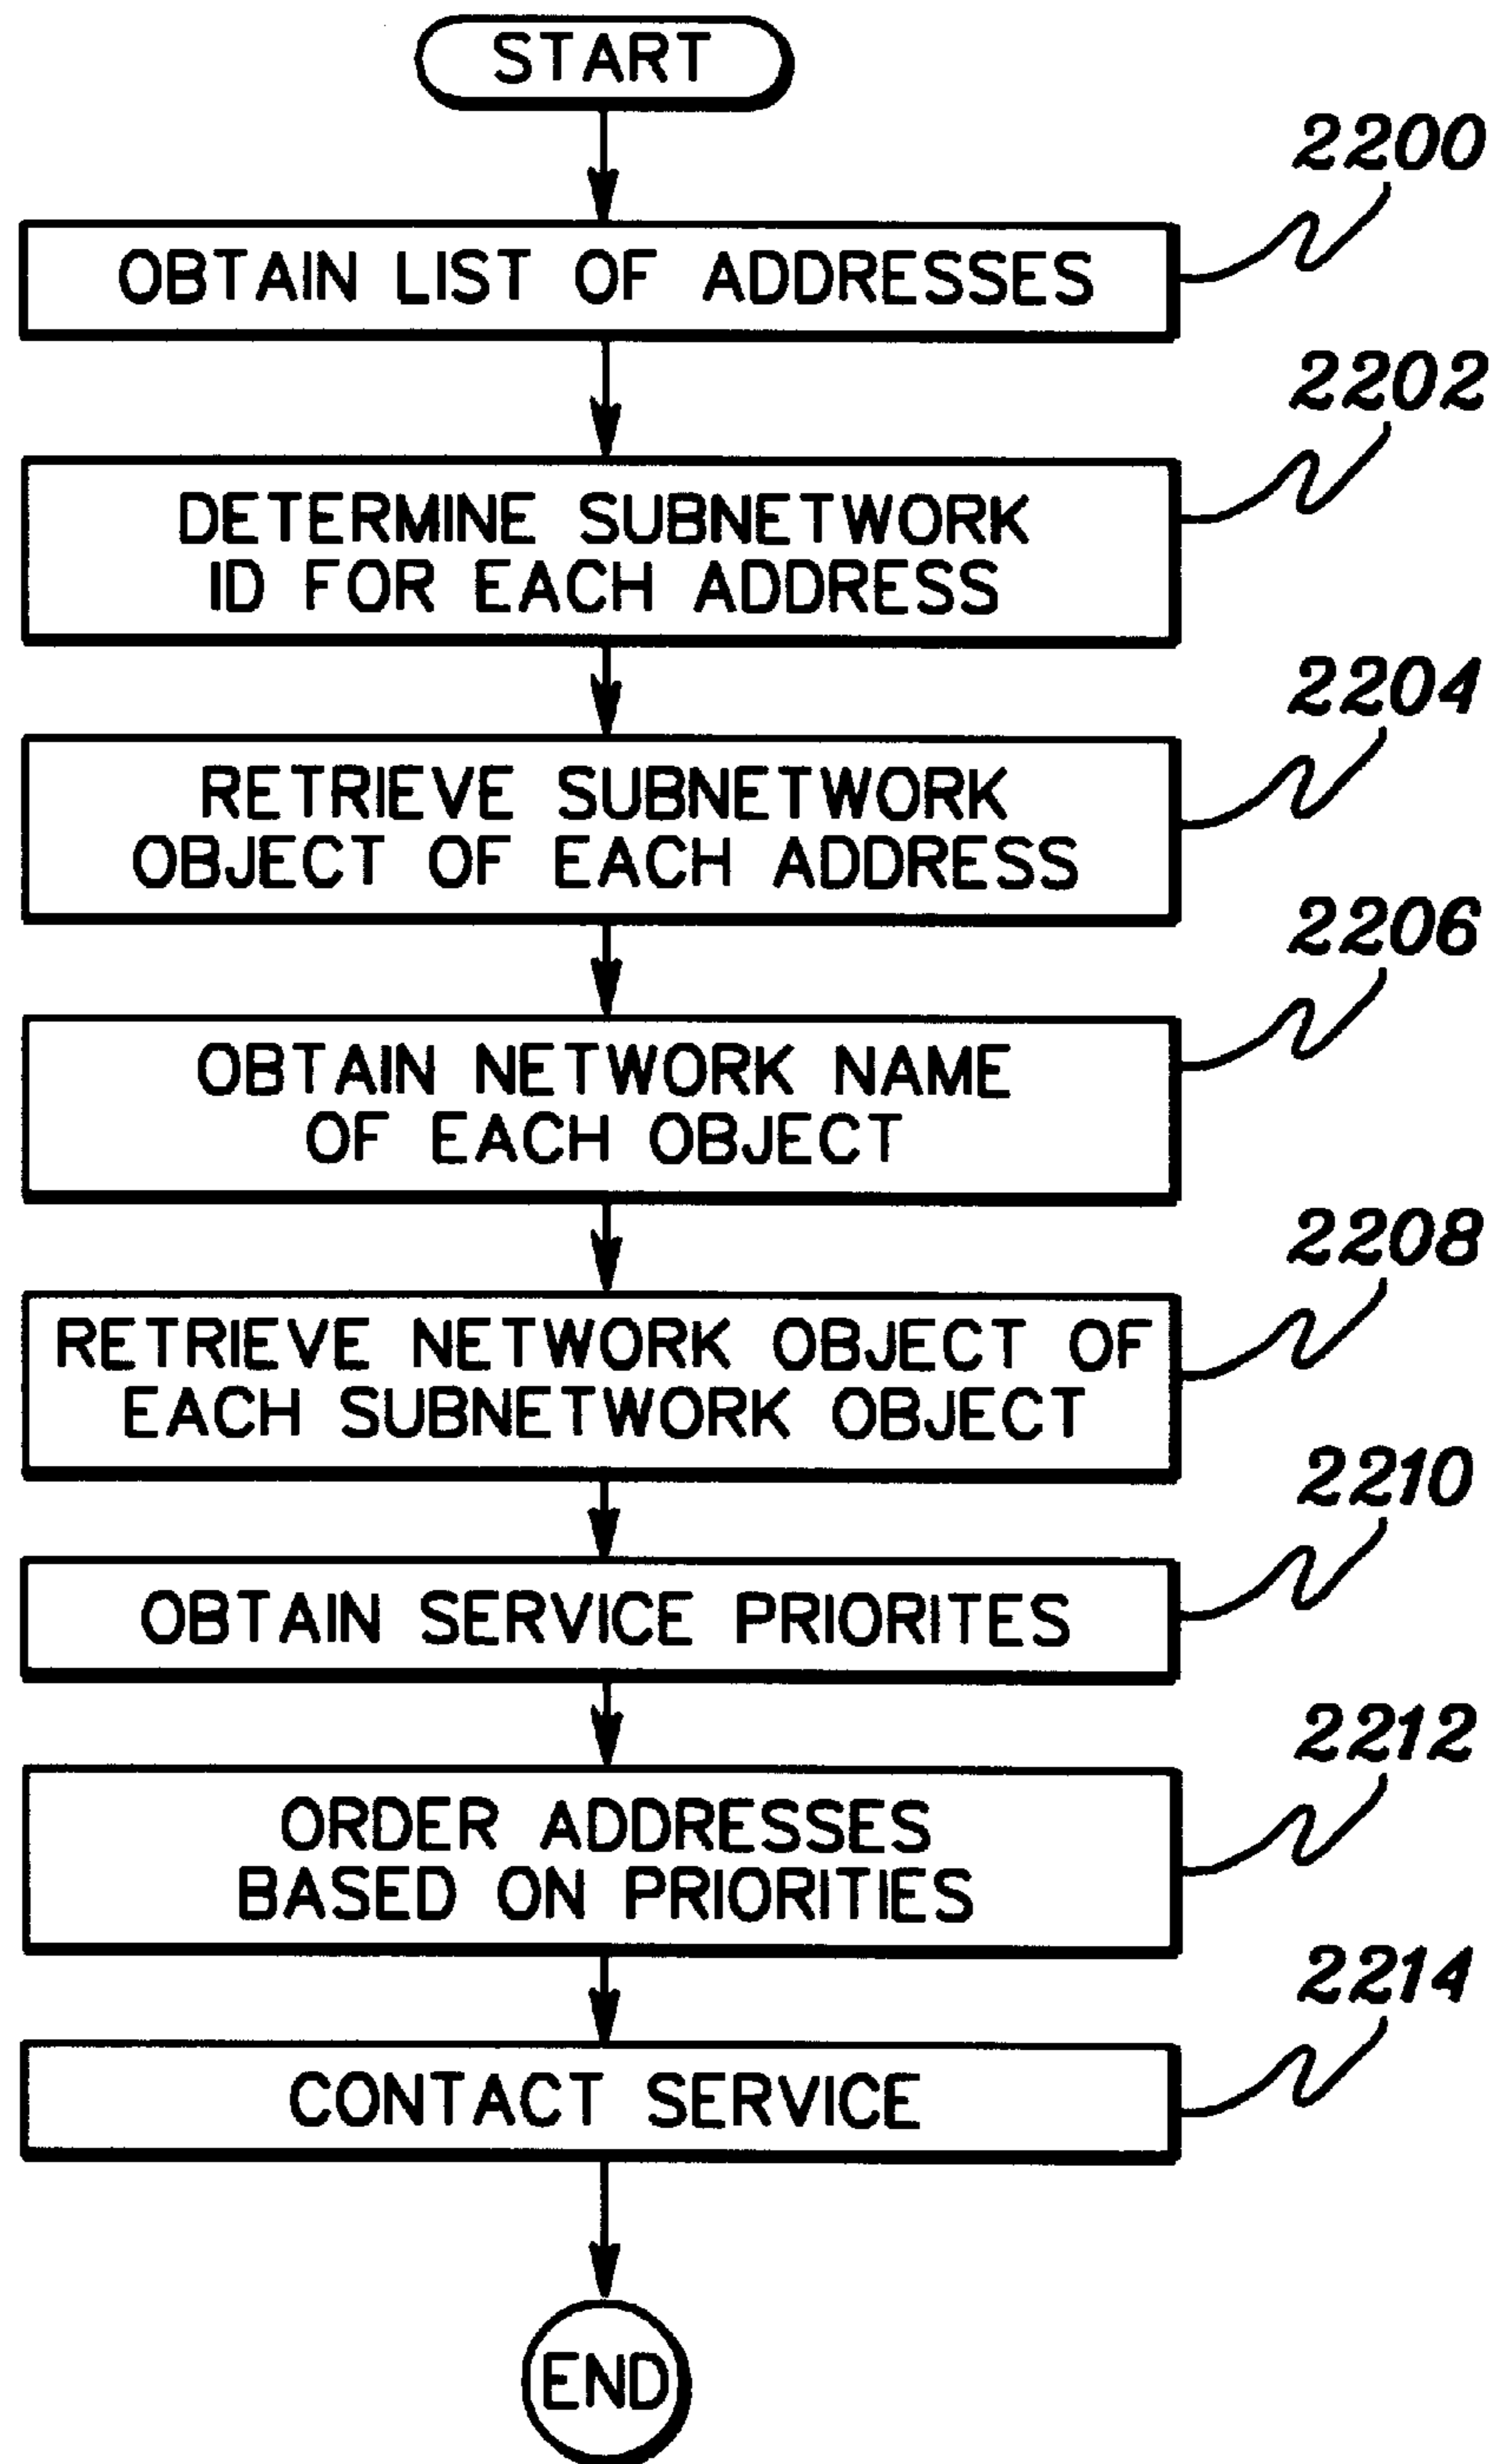 START
2200
OBTAIN LIST OF ADDRESSES
2202
DETERMINE SUBNETWORK
ID FOR EACH ADDRESS
2204
RETRIEVE SUBNETWORK
OBJECT OF EACH ADDRESS
2206
OBTAIN NETWORK NAME
OF EACH OBJECT
2208
RETRIEVE NETWORK OBJECT OF
EACH SUBNETWORK OBJECT
2210
OBTAIN SERVICE PRIORITES
2212
ORDER ADDRESSES
BASED ON PRIORITIES
2214
CONTACT SERVICE
END